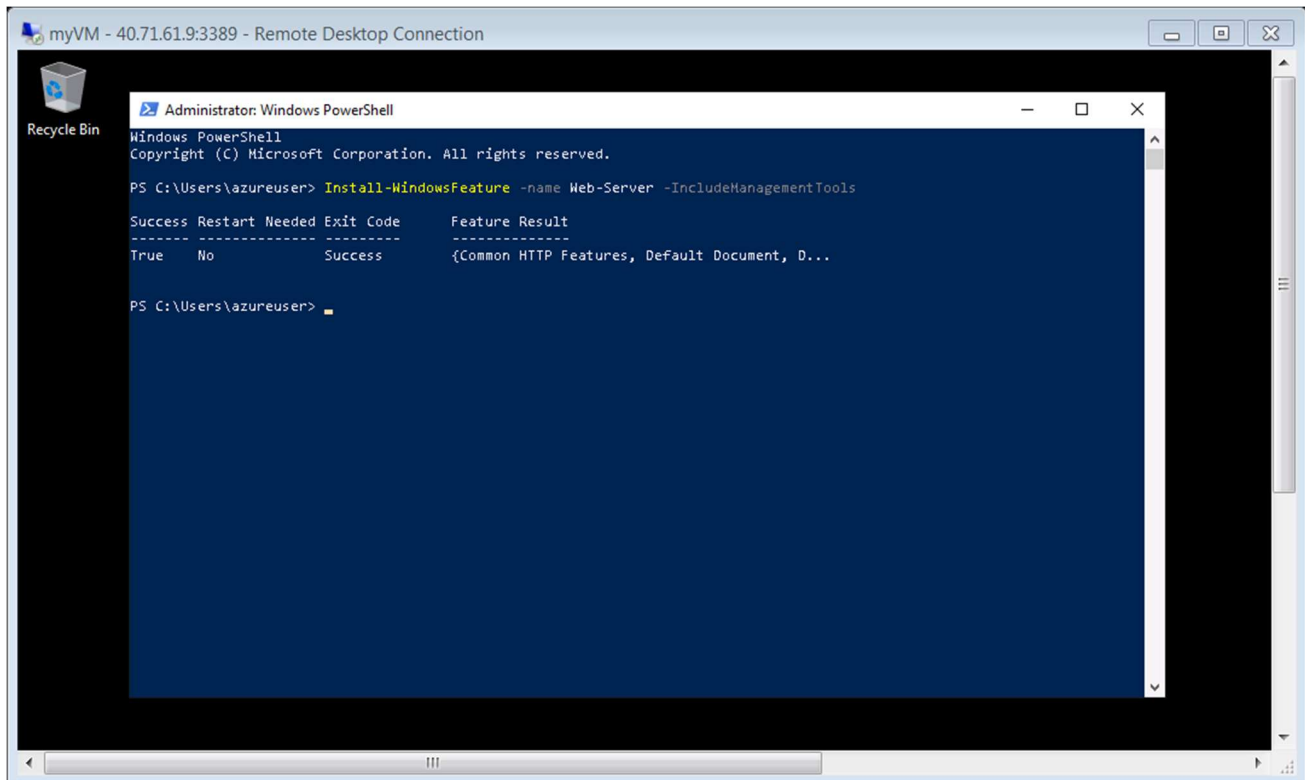 myVM - 40.71.61.9:3389 - Remote Desktop Connection
Recycle Bin
Administrator: Windows PowerShell
Windows PowerShell
Copyright (C) Microsoft Corporation. All rights reserved.
PS C:\Users\azureuser> Install-WindowsFeature -name Web-Server -IncludeManagementTools
Success Restart Needed Exit Code      Feature Result
------- -------------- ---------      --------------
True    No             Success        {Common HTTP Features, Default Document, D...
PS C:\Users\azureuser>